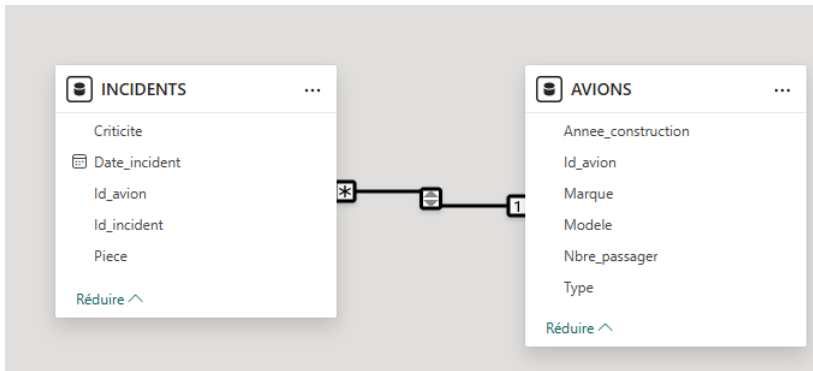 INCIDENTS
...
Criticite
Date_incident
Id_avion
Id_incident
Piece
Réduire
*
1
AVIONS
...
Annee_construction
Id_avion
Marque
Modele
Nbre_passager
Type
Réduire